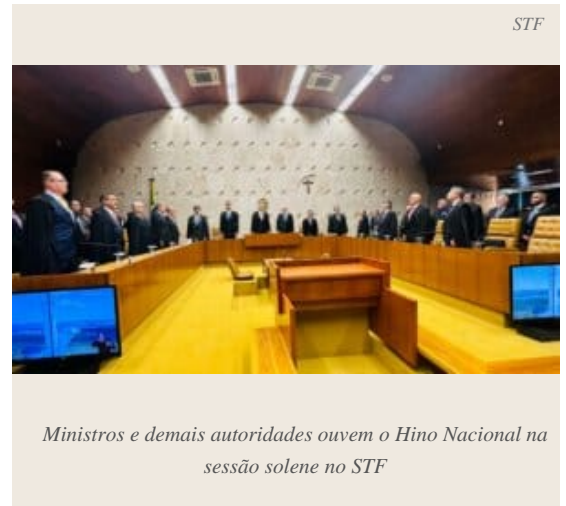 STF
Ministros e demais autoridades ouvem o Hino Nacional na
sessão solene no STF